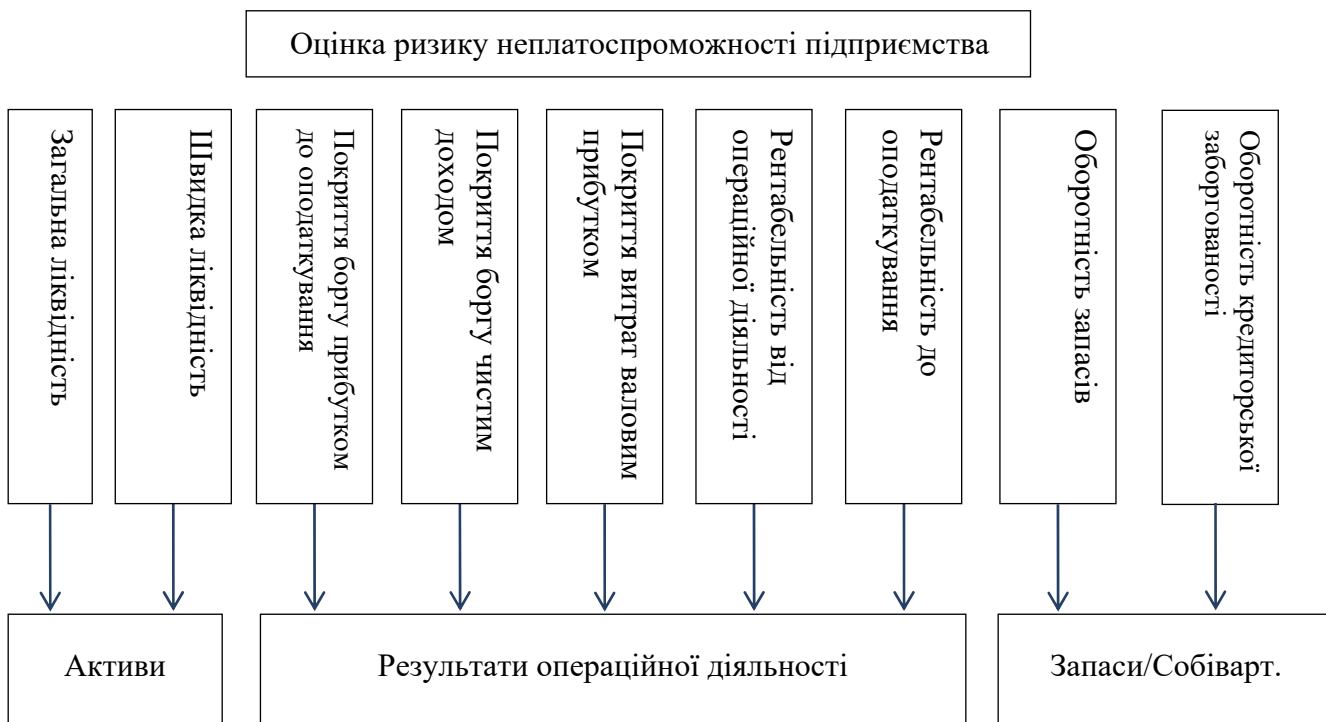 Оцінка ризику неплатоспроможності підприємства
Загальна ліквідність
Швидка ліквідність
Покриття боргу прибутком
до оподаткування
Покриття боргу чистим
доходом
Покриття витрат валовим
прибутком
Рентабельність від
операційної діяльності
Рентабельність до
оподаткування
Оборотність запасів
Оборотність кредиторської
заборгованості
Активи
Результати операційної діяльності
Запаси/Собіварт.